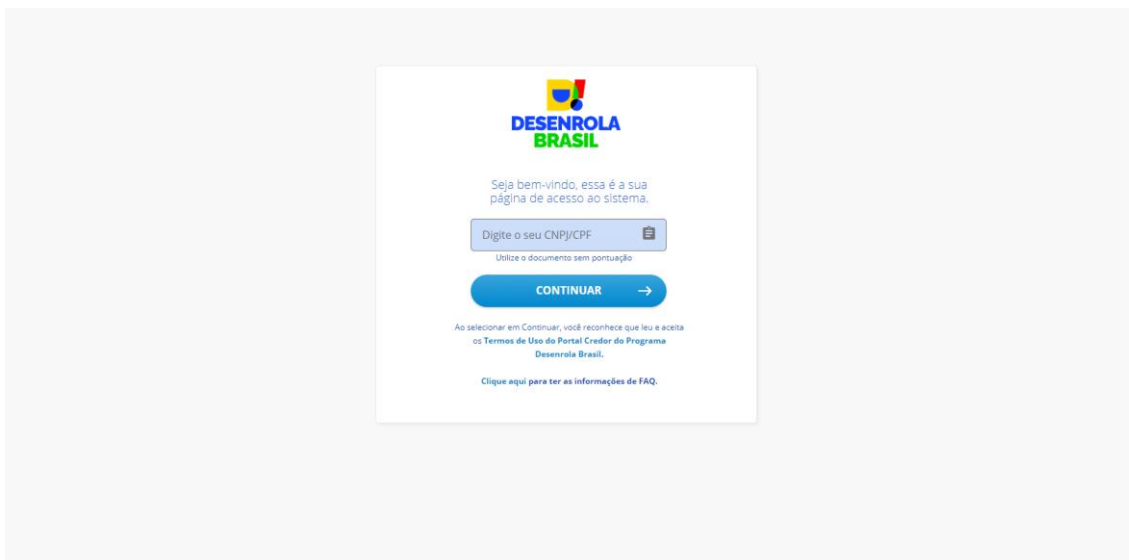 DESENROLA
BRASIL
Seja bem-vindo, essa é a sua
página de acesso ao sistema.
Digite o seu CNPJ/CPF
Utilize o documento sem pontuação
CONTINUAR
Ao selecionar em Continuar, você reconhece que leu e aceita
os Termos de Uso do Portal Credor do Programa
Desenrola Brasil.
Clique aqui para ter as informações de FAQ.